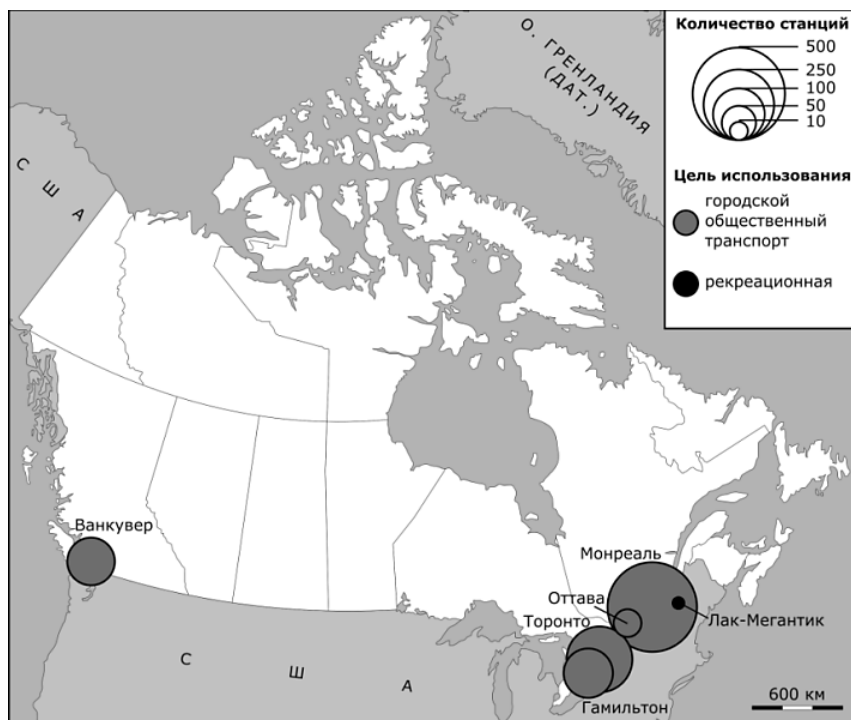 О. ГРЕНЛАНДИЯ
(ДАТ.)
США
Количество станций
500
250
100
50
10
Цель использования
городской
общественный
транспорт
рекреационная
Ванкувер
Монреаль
Оттава
Торонто
Лак-Мегантик
Гамильтон
С Ш А
600 км